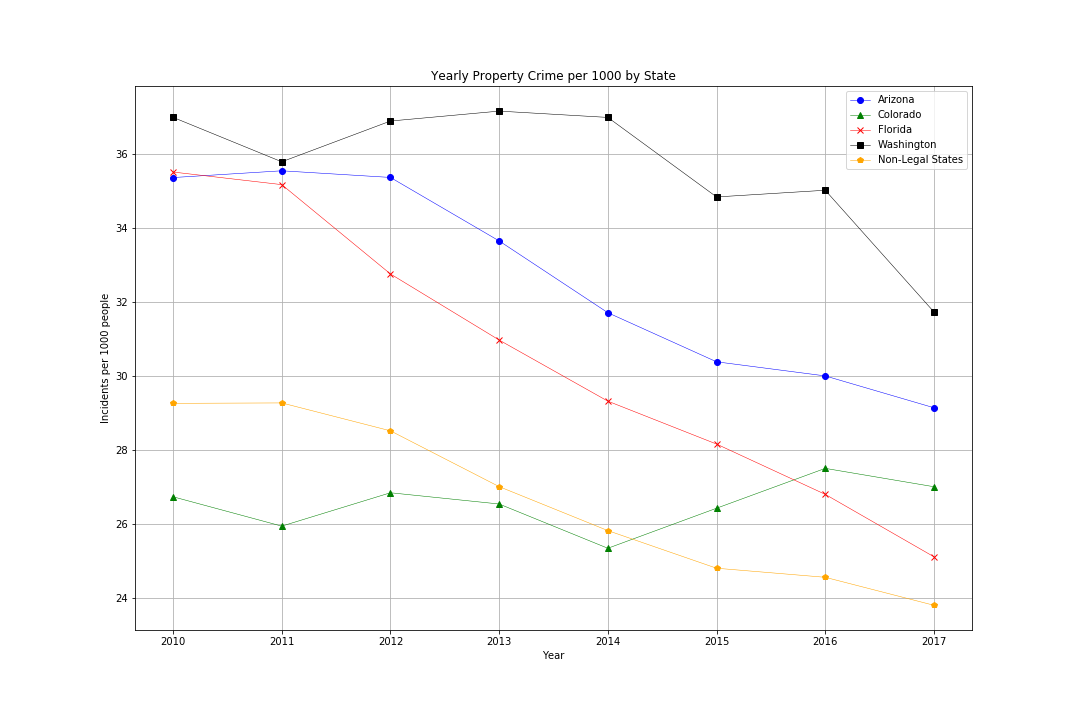 Yearly Property Crime per 1000 by State
Arizona
Colorado
Florida
Washington
Non-Legal States
Incidents per 1000 people
36
34
32
30
28
26
24
2010 2011 2012 2013 2014 2015 2016 2017
Year